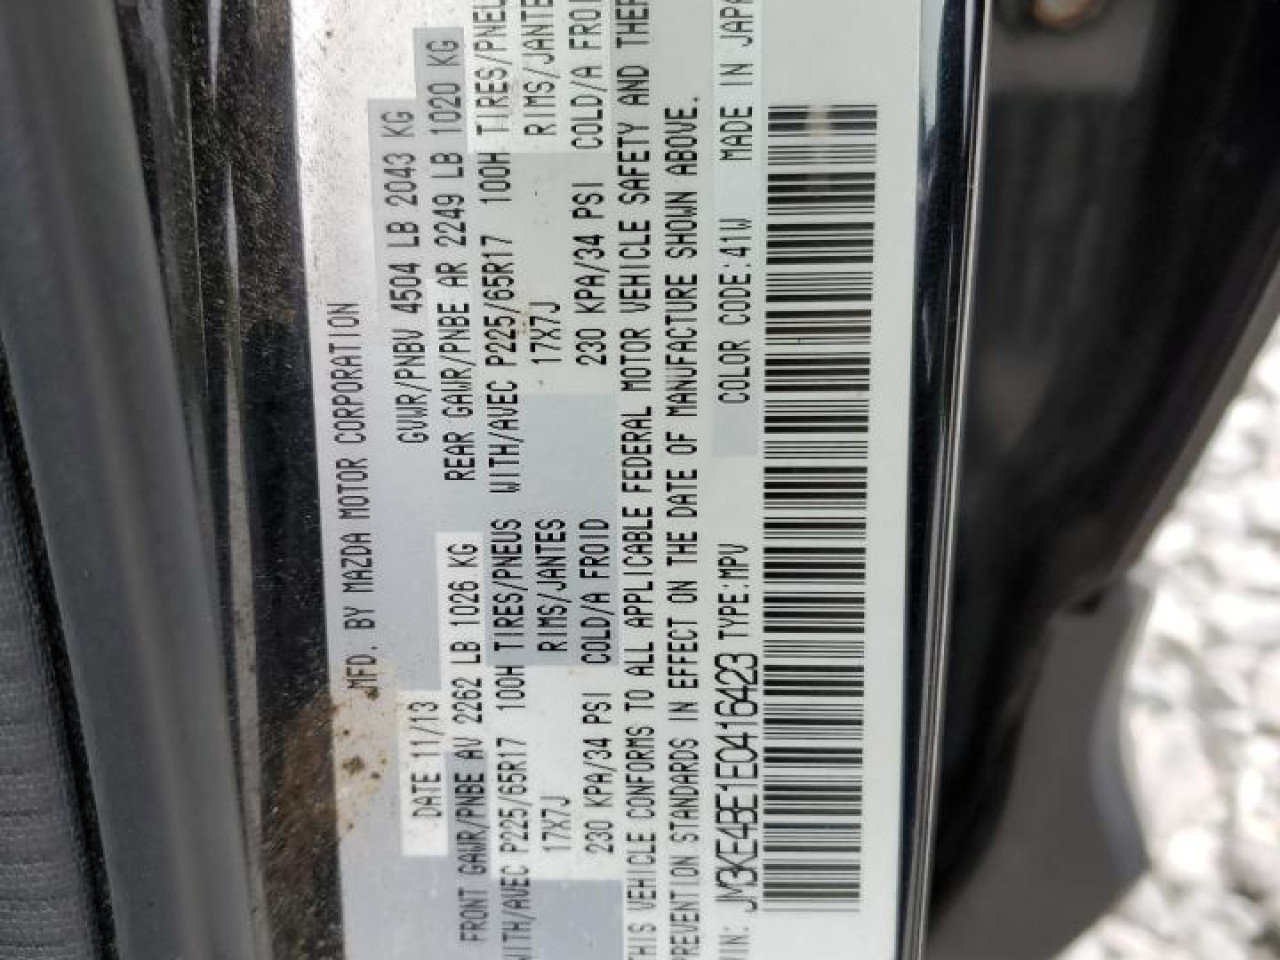 MFD. BY MAZDA MOTOR CORPORATION
DATE 11/13 GVWR/PNBV 4504 LB 2043 KG
FRONT GAWR/PNBE AV 2262 LB 1026 KG REAR GAWR/PNBE AR 2249 LB 1020 KG
WITH/AVEC P225/65R17 100H TIRES/PNEUS WITH/AVEC P225/65R17 100H TIRES/PNEU
17X7J RIMS/JANTES 17X7J RIMS/JANTE
230 KPA/34 PSI COLD/A FROID 230 KPA/34 PSI COLD/A FROI
THIS VEHICLE CONFORMS TO ALL APPLICABLE FEDERAL MOTOR VEHICLE SAFETY AND THEF
PREVENTION STANDARDS IN EFFECT ON THE DATE OF MANUFACTURE SHOWN ABOVE.
VIN: JM3KE4BE1E0416423 TYPE:MPV COLOR CODE:41W MADE IN JAPA